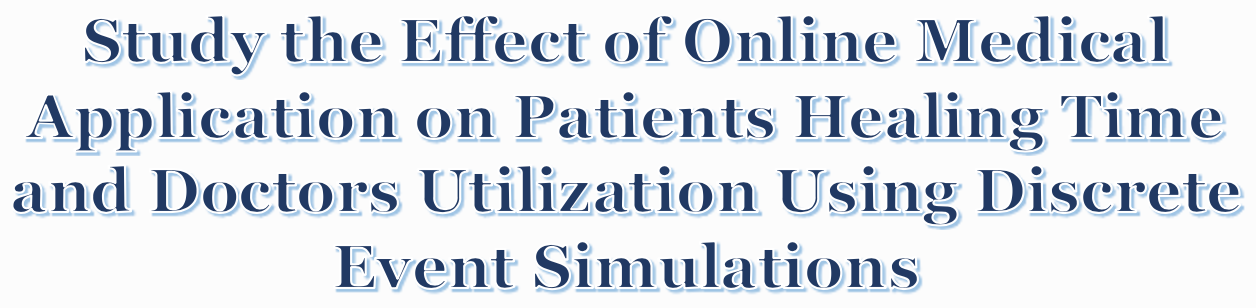 Study the Effect of Online Medical
Application on Patients Healing Time
and Doctors Utilization Using Discrete
Event Simulations